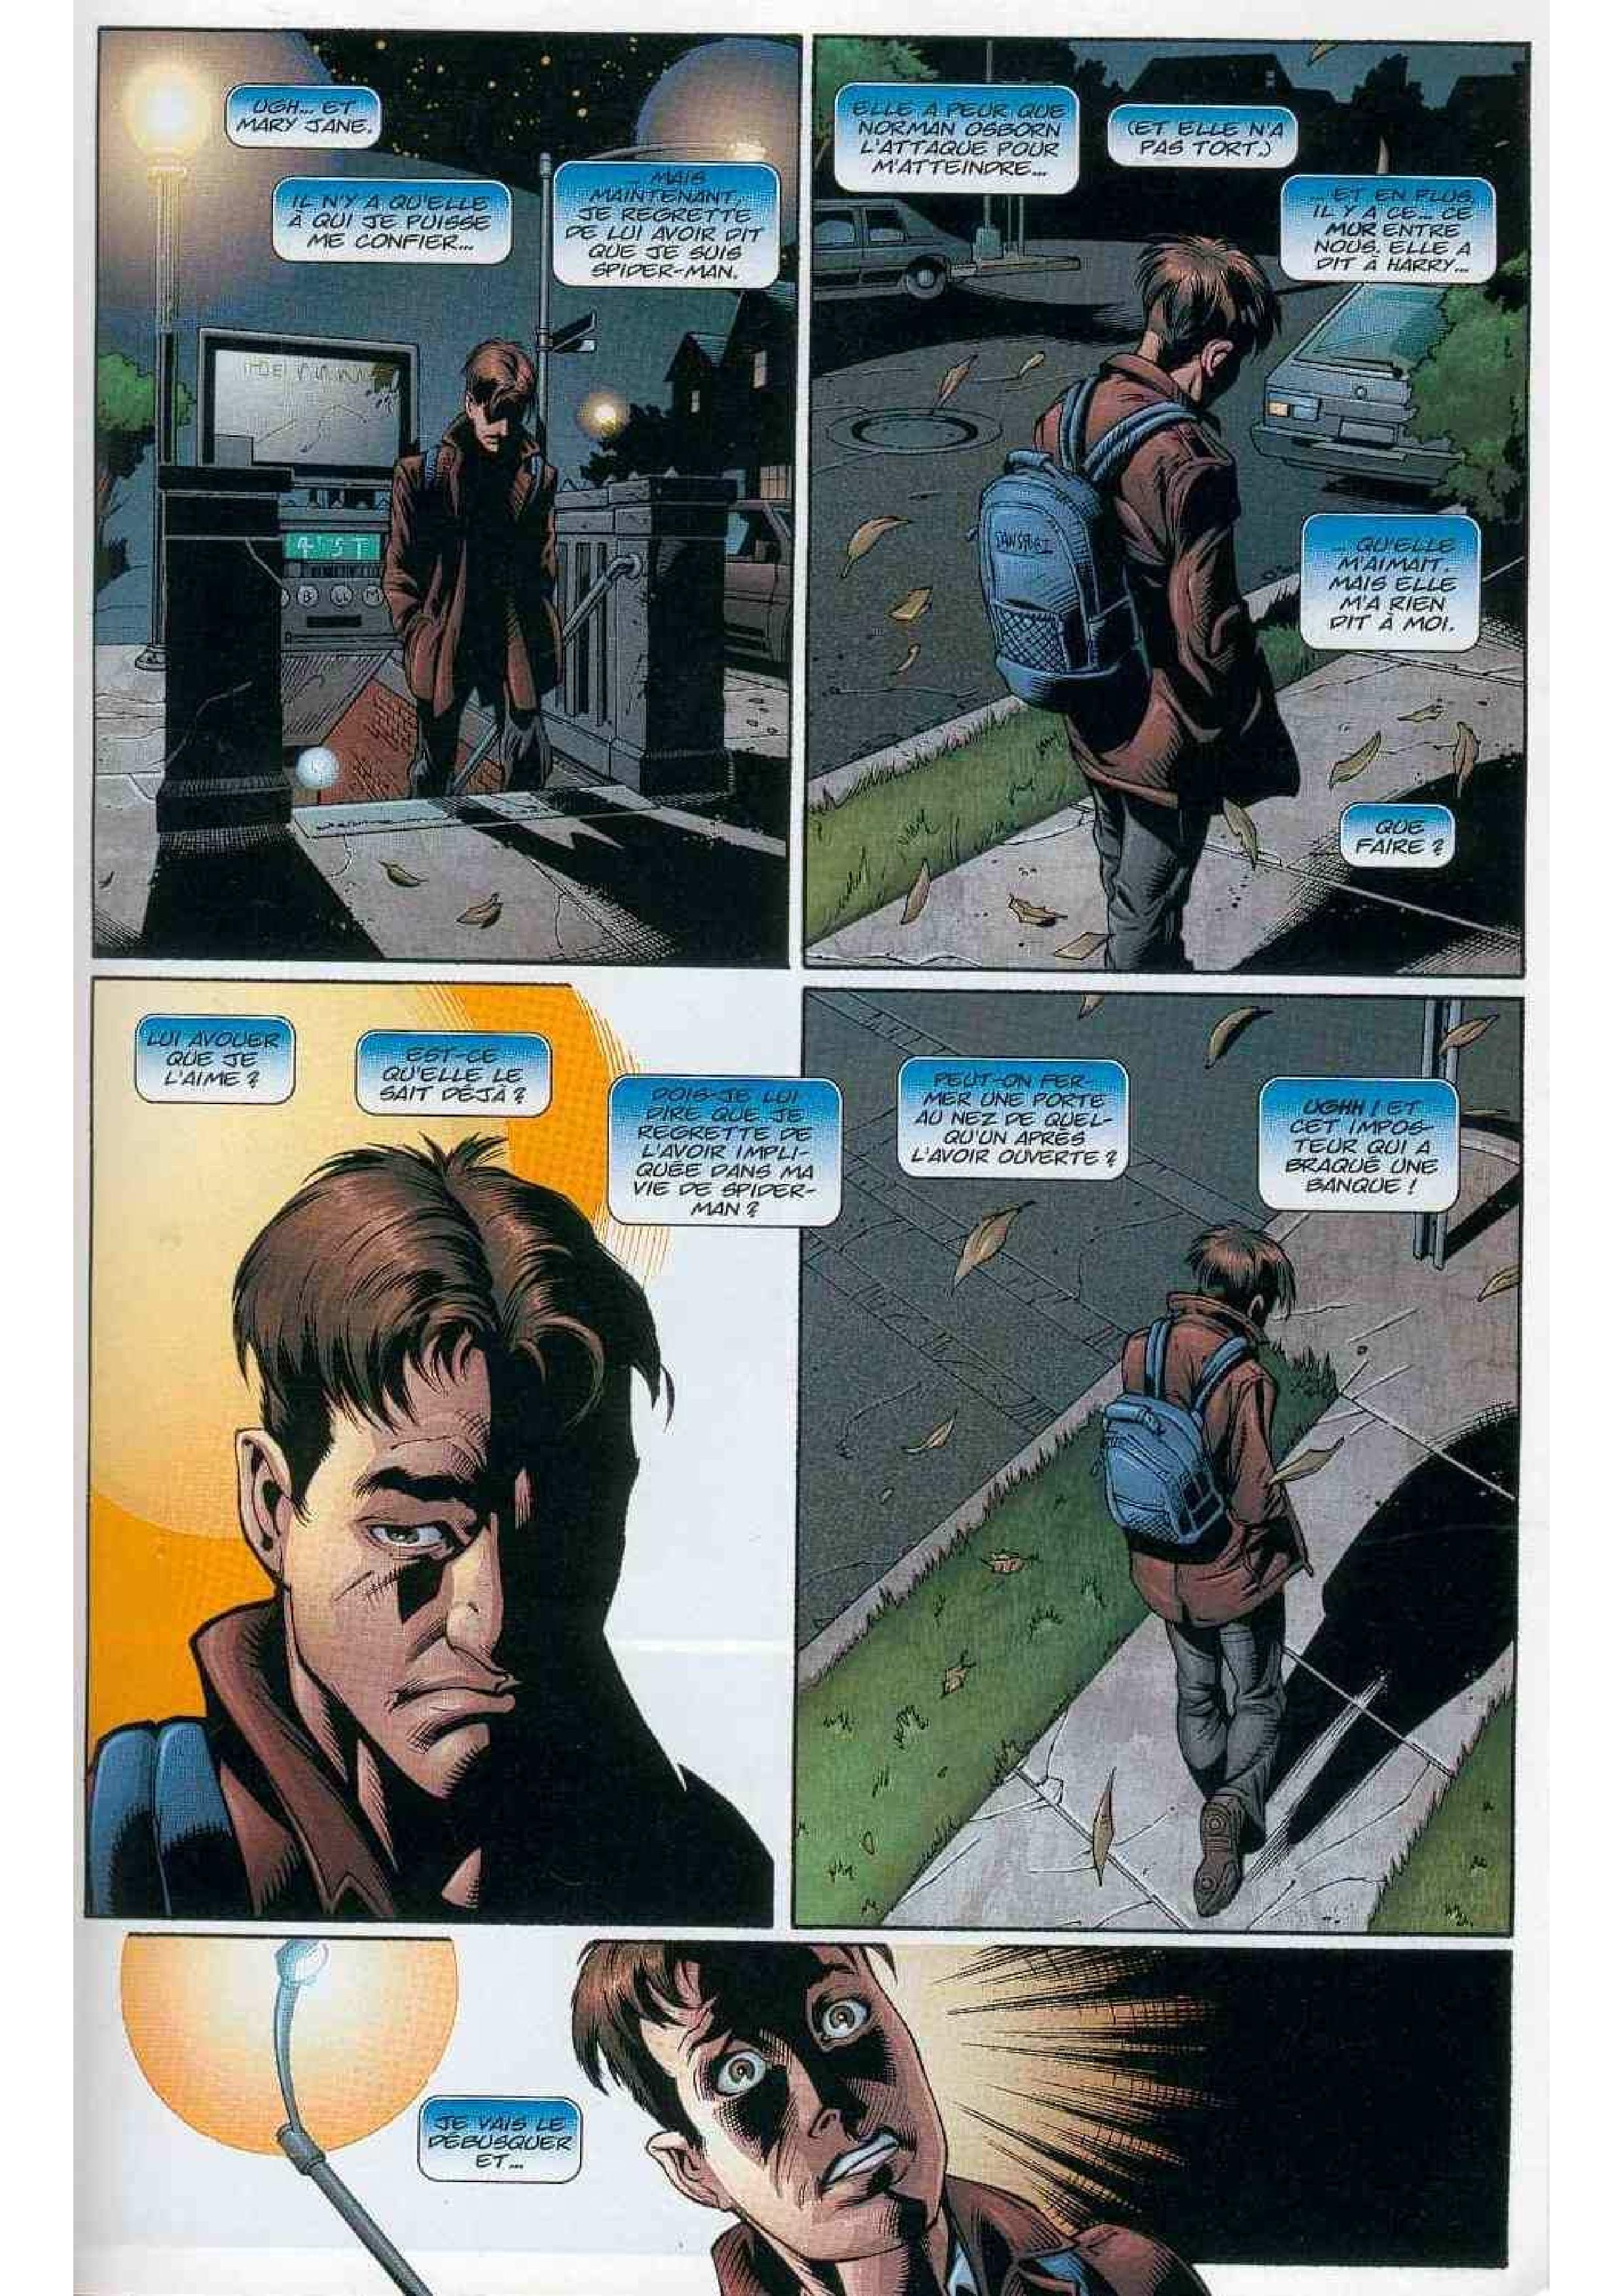 UGH... ET
MARY JANE.
IL N'Y A QU'ELLE
À QUI JE PUISSE
ME CONFIER...
... MAIS
MAINTENANT,
JE REGRETTE
DE LUI AVOIR DIT
QUE JE SUIS
SPIDER-MAN.
4 ST
ELLE A PEUR QUE
NORMAN OSBORN
L'ATTAQUE POUR
M'ATTEINDRE...
(ET ELLE N'A
PAS TORT.)
... ET EN PLUS,
IL Y A CE... CE
MUR ENTRE
NOUS. ELLE A
DIT À HARRY...
JANSPORT
... QU'ELLE
M'AIMAIT,
MAIS ELLE
M'A RIEN
DIT À MOI.
QUE
FAIRE ?
LUI AVOUER
QUE JE
L'AIME ?
EST-CE
QU'ELLE LE
SAIT DÉJÀ ?
DOIS-JE LUI
DIRE QUE JE
REGRETTE DE
L'AVOIR IMPLI-
QUÉE DANS MA
VIE DE SPIDER-
MAN ?
PEUT-ON FER-
MER UNE PORTE
AU NEZ DE QUEL-
QU'UN APRÈS
L'AVOIR OUVERTE ?
UGHH ! ET
CET IMPOS-
TEUR QUI A
BRAQUÉ UNE
BANQUE !
JE VAIS LE
DÉBUSQUER
ET...